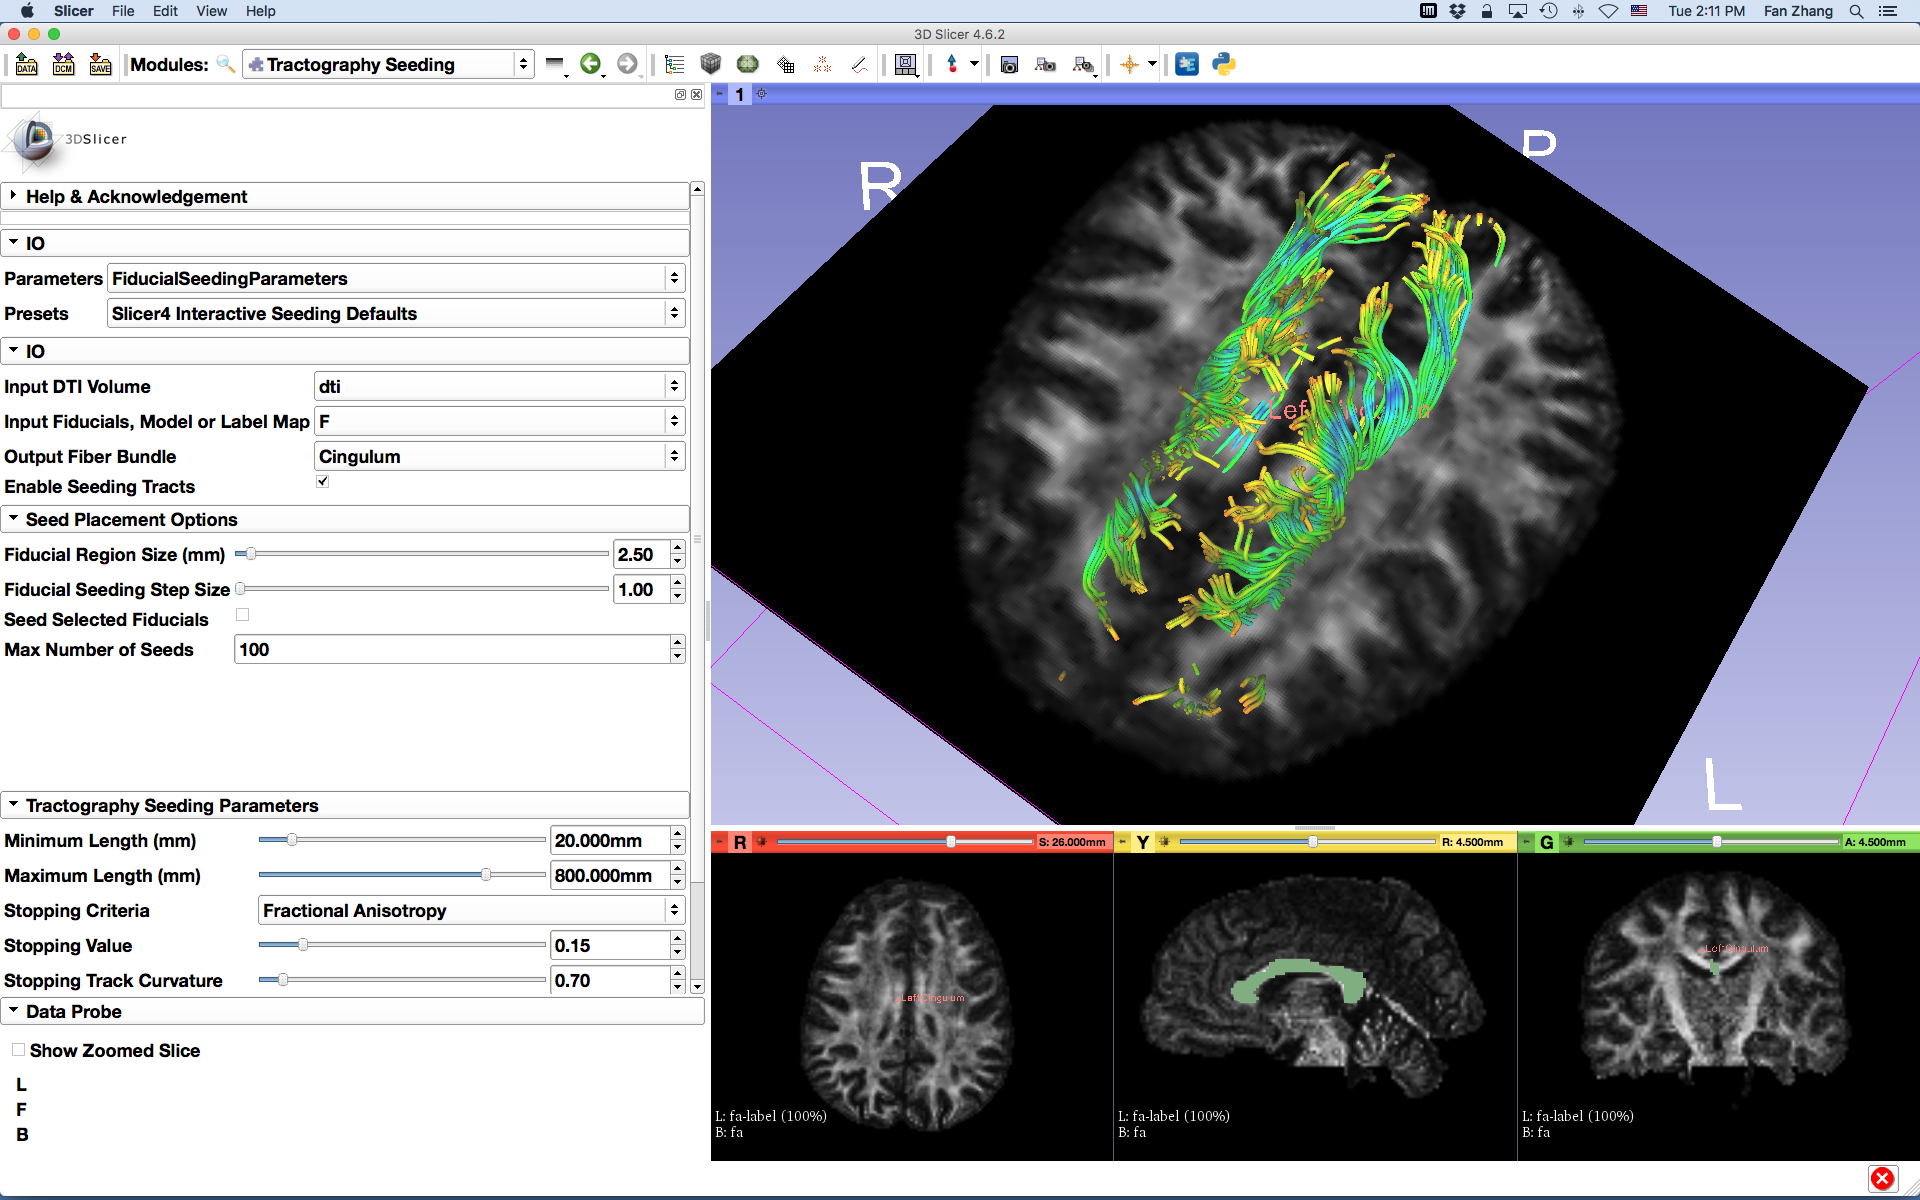 Slicer File Edit View Help Tue 2:11 PM Fan Zhang
3D Slicer 4.6.2
DATA DCM SAVE Modules: Tractography Seeding
1
3DSlicer
Help & Acknowledgement
IO
Parameters FiducialSeedingParameters
Presets Slicer4 Interactive Seeding Defaults
IO
Input DTI Volume dti
Input Fiducials, Model or Label Map F
Output Fiber Bundle Cingulum
Enable Seeding Tracts
Seed Placement Options
Fiducial Region Size (mm) 2.50
Fiducial Seeding Step Size 1.00
Seed Selected Fiducials
Max Number of Seeds 100
Tractography Seeding Parameters
Minimum Length (mm) 20.000mm
Maximum Length (mm) 800.000mm
Stopping Criteria Fractional Anisotropy
Stopping Value 0.15
Stopping Track Curvature 0.70
Data Probe
Show Zoomed Slice
L
F
B
R
P
L
R S: 26.000mm
LeftCingulum
L: fa-label (100%)
B: fa
Y R: 4.500mm
L: fa-label (100%)
B: fa
G A: 4.500mm
LeftCingulum
L: fa-label (100%)
B: fa